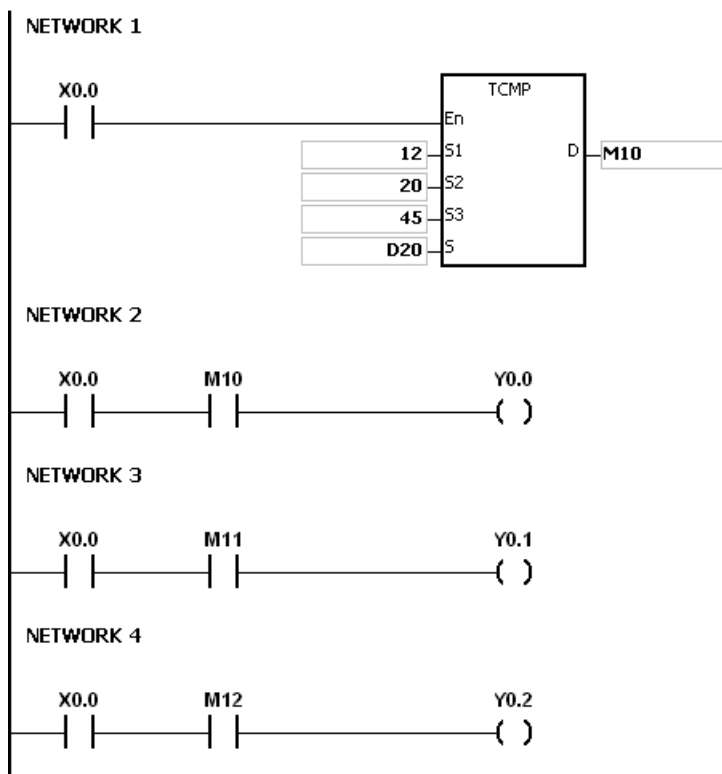 NETWORK 1
X0.0
TCMP
En
12 S1 D M10
20 S2
45 S3
D20 S
NETWORK 2
X0.0 M10 Y0.0
NETWORK 3
X0.0 M11 Y0.1
NETWORK 4
X0.0 M12 Y0.2